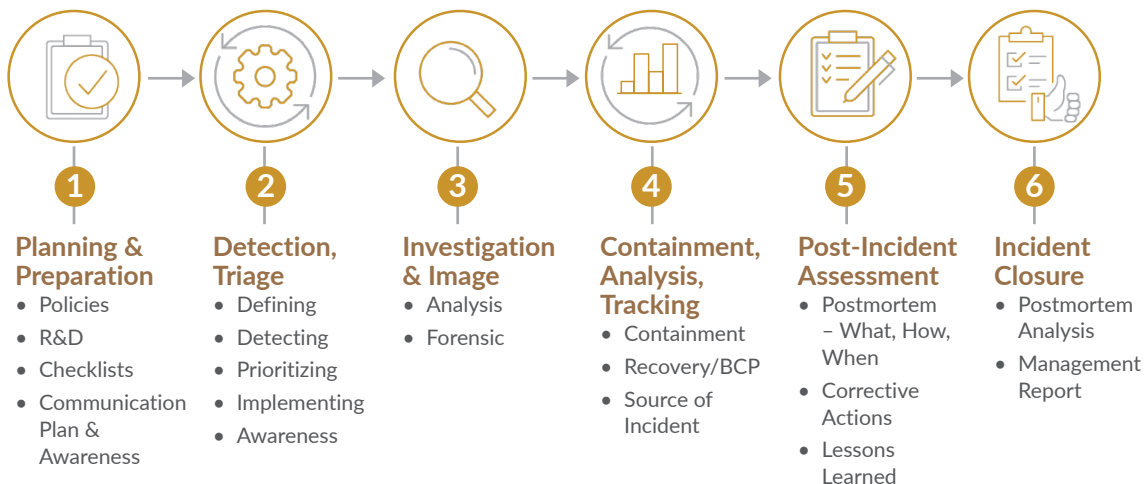 1
Planning &
Preparation
• Policies
• R&D
• Checklists
• Communication
Plan &
Awareness
2
Detection,
Triage
• Defining
• Detecting
• Prioritizing
• Implementing
• Awareness
3
Investigation
& Image
• Analysis
• Forensic
4
Containment,
Analysis,
Tracking
• Containment
• Recovery/BCP
• Source of
Incident
5
Post-Incident
Assessment
• Postmortem
– What, How,
When
• Corrective
Actions
• Lessons
Learned
6
Incident
Closure
• Postmortem
Analysis
• Management
Report